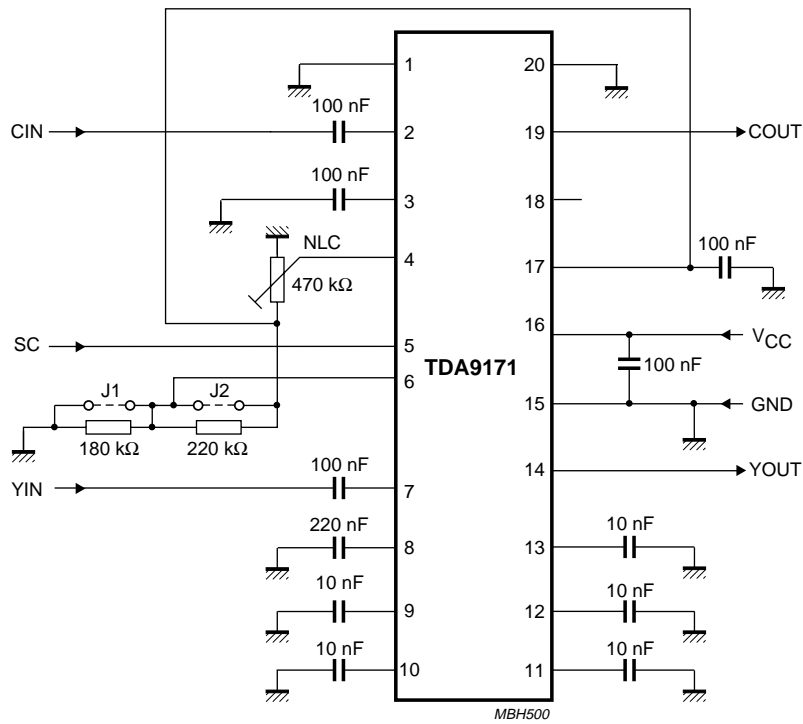 1
20
100 nF
CIN
2
19
COUT
100 nF
3
18
NLC
4
470 kΩ
100 nF
17
16
VCC
SC
5
TDA9171
100 nF
6
J1
J2
15
GND
180 kΩ
220 kΩ
100 nF
14
YOUT
YIN
7
220 nF
10 nF
8
13
10 nF
10 nF
9
12
10 nF
10 nF
10
11
MBH500